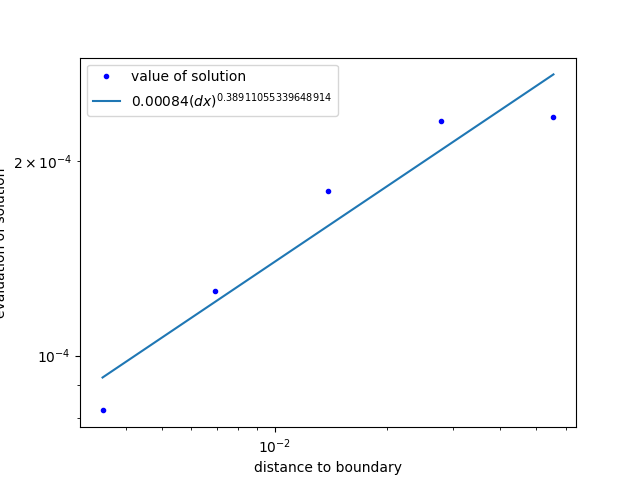 value of solution
0.00084(dx)^0.38911055339648914
2 × 10^-4
10^-4
evaluation of solution
10^-2
distance to boundary